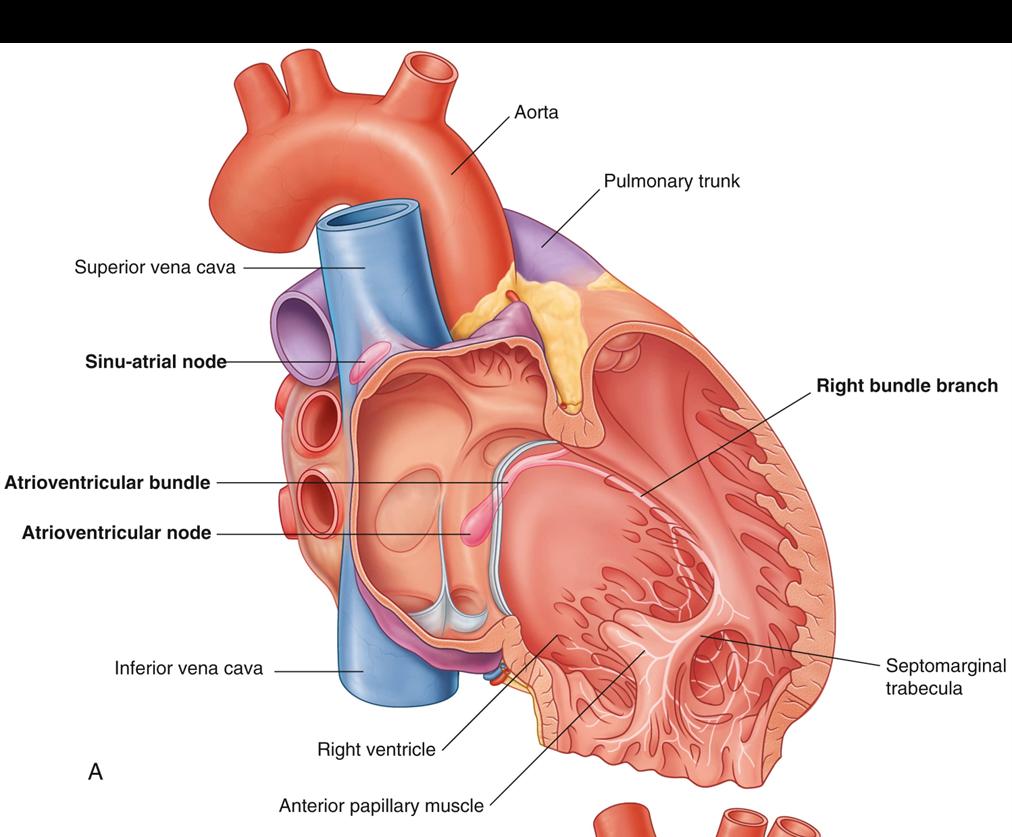 Aorta
Pulmonary trunk
Superior vena cava
Sinu-atrial node
Right bundle branch
Atrioventricular bundle
Atrioventricular node
Inferior vena cava
Septomarginal
trabecula
Right ventricle
A
Anterior papillary muscle